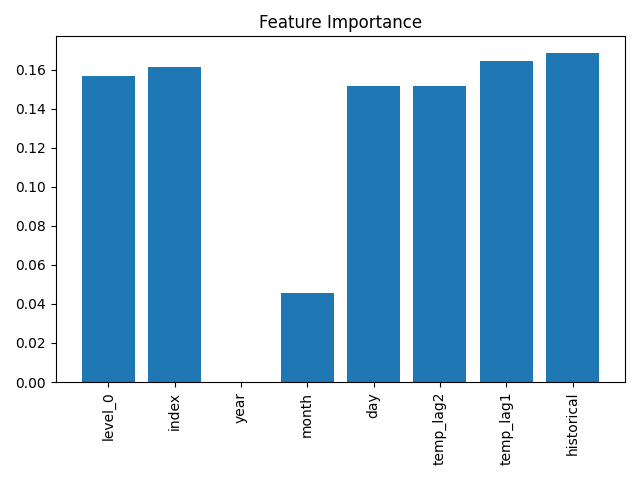 Feature Importance
0.16
0.14
0.12
0.10
0.08
0.06
0.04
0.02
0.00
level_0
index
year
month
day
temp_lag2
temp_lag1
historical